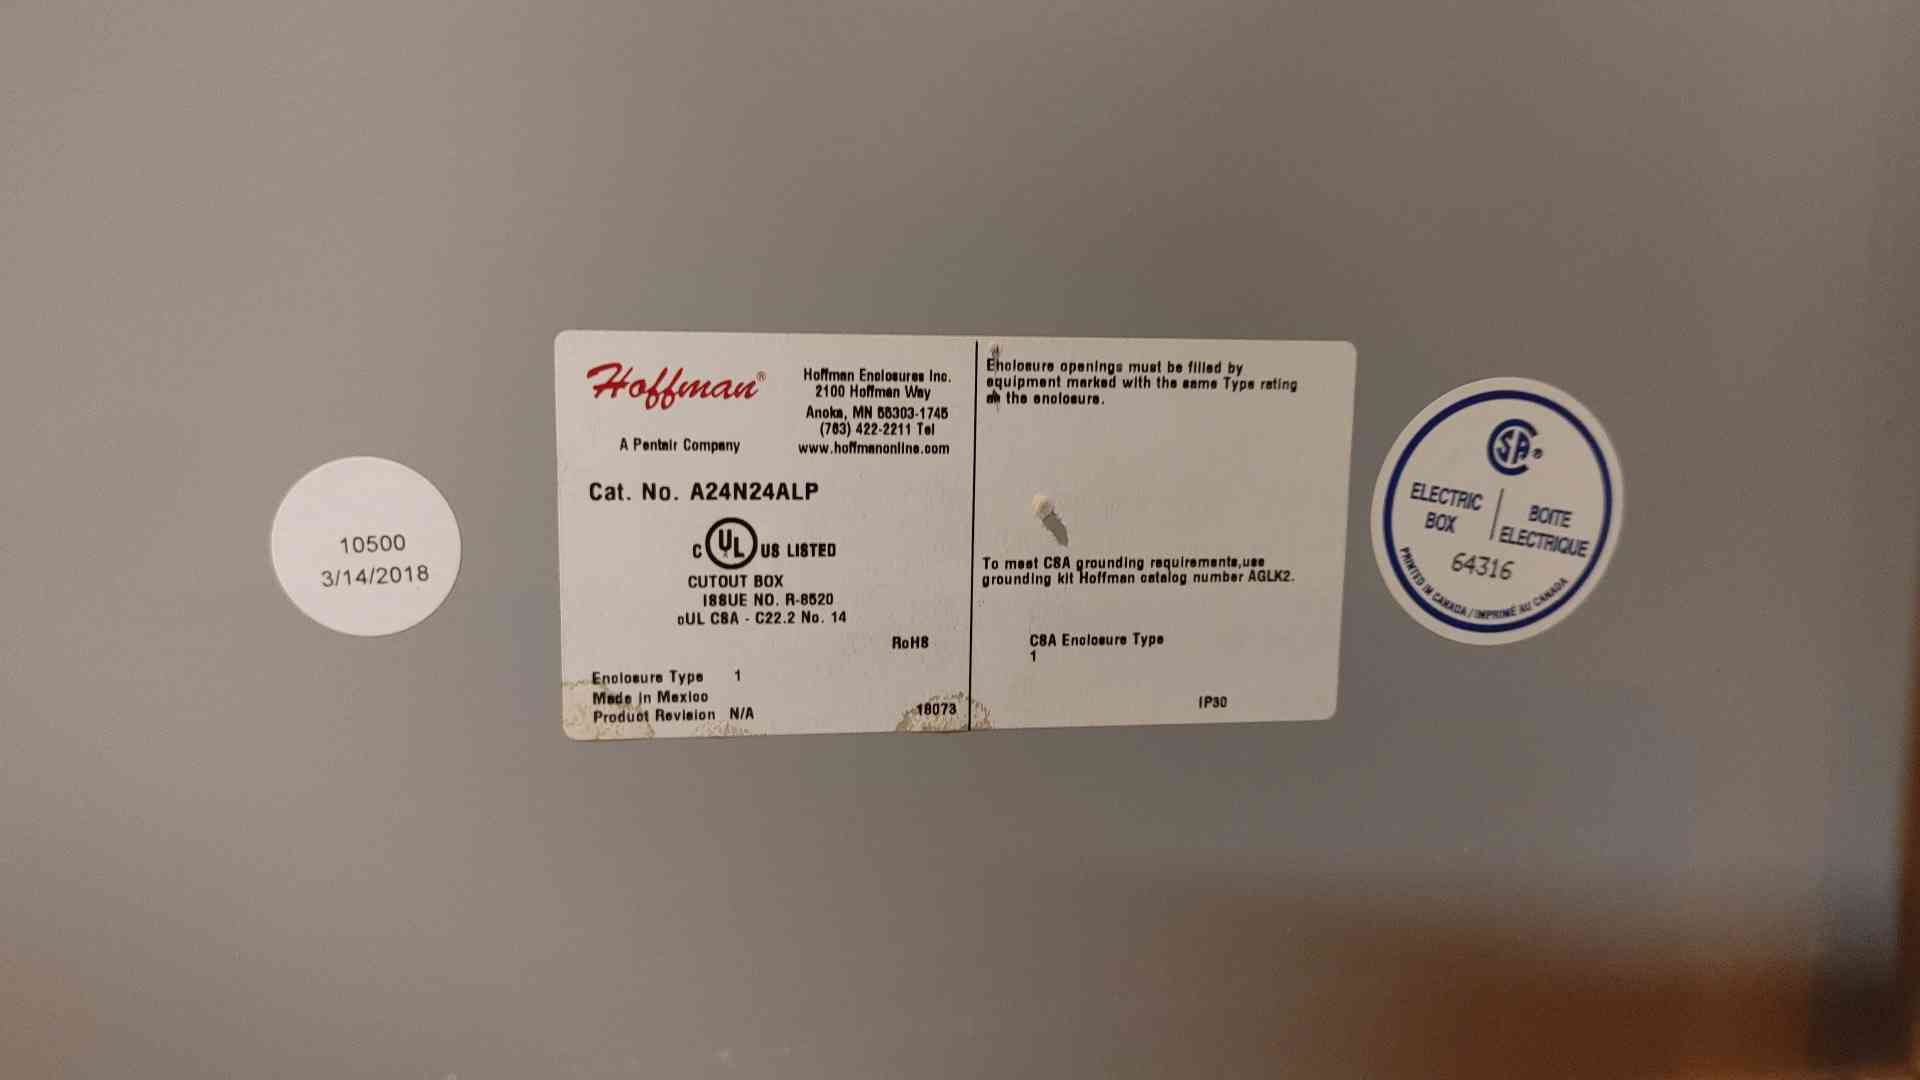 10500
3/14/2018
Hoffman®
A Pentair Company
Hoffman Enclosures Inc.
2100 Hoffman Way
Anoka, MN 55303-1745
(763) 422-2211 Tel
www.hoffmanonline.com
Cat. No. A24N24ALP
C UL US LISTED
CUTOUT BOX
ISSUE NO. R-8520
cUL CSA - C22.2 No. 14
RoHS
Enclosure Type 1
Made in Mexico
Product Revision N/A
18073
Enclosure openings must be filled by
equipment marked with the same Type rating
as the enclosure.
To meet CSA grounding requirements,use
grounding kit Hoffman catalog number AGLK2.
CSA Enclosure Type
1
IP30
CSA®
ELECTRIC
BOX
BOITE
ELECTRIQUE
64316
PRINTED IN CANADA / IMPRIMÉ AU CANADA